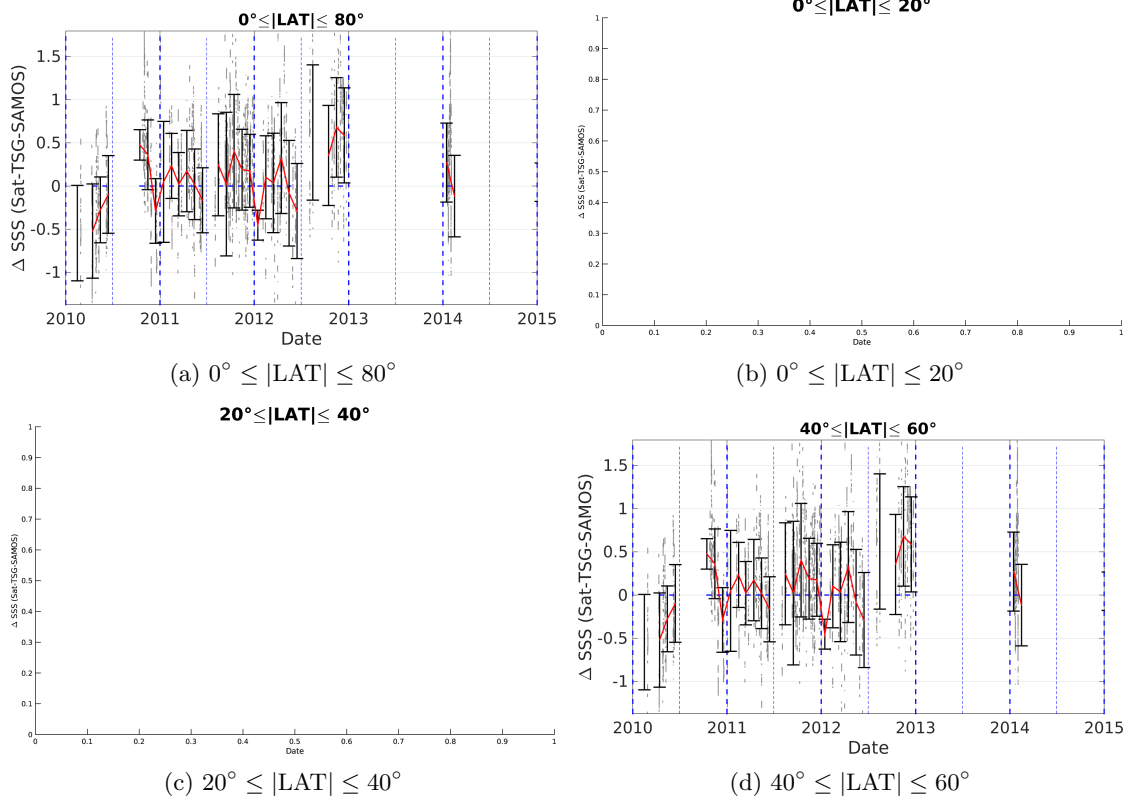 0°≤|LAT|≤ 80°
1.5
1
0.5
0
-0.5
-1
Δ SSS (Sat-TSG-SAMOS)
2010 2011 2012 2013 2014 2015
Date
(a) 0° ≤ |LAT| ≤ 80°
0°≤|LAT|≤ 20°
1
0.9
0.8
0.7
0.6
0.5
0.4
0.3
0.2
0.1
0
Δ SSS (Sat-TSG-SAMOS)
0 0.1 0.2 0.3 0.4 0.5 0.6 0.7 0.8 0.9 1
Date
(b) 0° ≤ |LAT| ≤ 20°
20°≤|LAT|≤ 40°
1
0.9
0.8
0.7
0.6
0.5
0.4
0.3
0.2
0.1
0
Δ SSS (Sat-TSG-SAMOS)
0 0.1 0.2 0.3 0.4 0.5 0.6 0.7 0.8 0.9 1
Date
(c) 20° ≤ |LAT| ≤ 40°
40°≤|LAT|≤ 60°
1.5
1
0.5
0
-0.5
-1
Δ SSS (Sat-TSG-SAMOS)
2010 2011 2012 2013 2014 2015
Date
(d) 40° ≤ |LAT| ≤ 60°